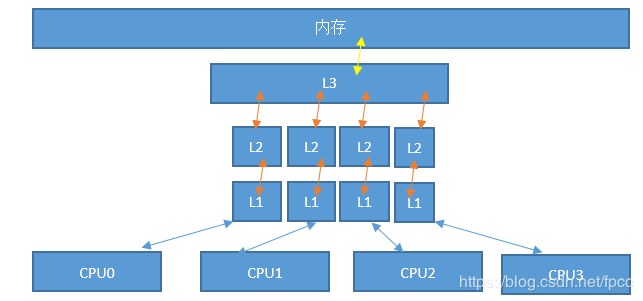 内存
L3
L2 L2 L2 L2
L1 L1 L1 L1
CPU0 CPU1 CPU2 CPU3
https://blog.csdn.net/fpcc